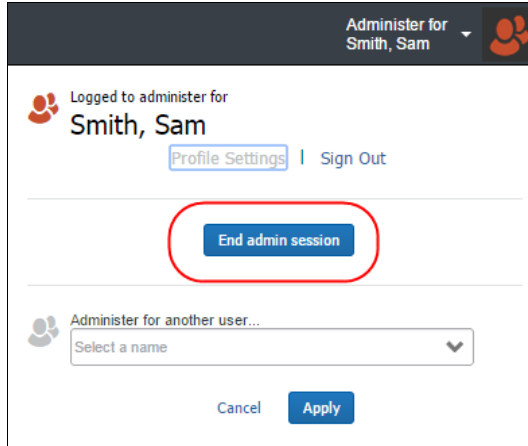 Administer for
Smith, Sam
Logged to administer for
Smith, Sam
Profile Settings | Sign Out
End admin session
Administer for another user...
Select a name
Cancel Apply